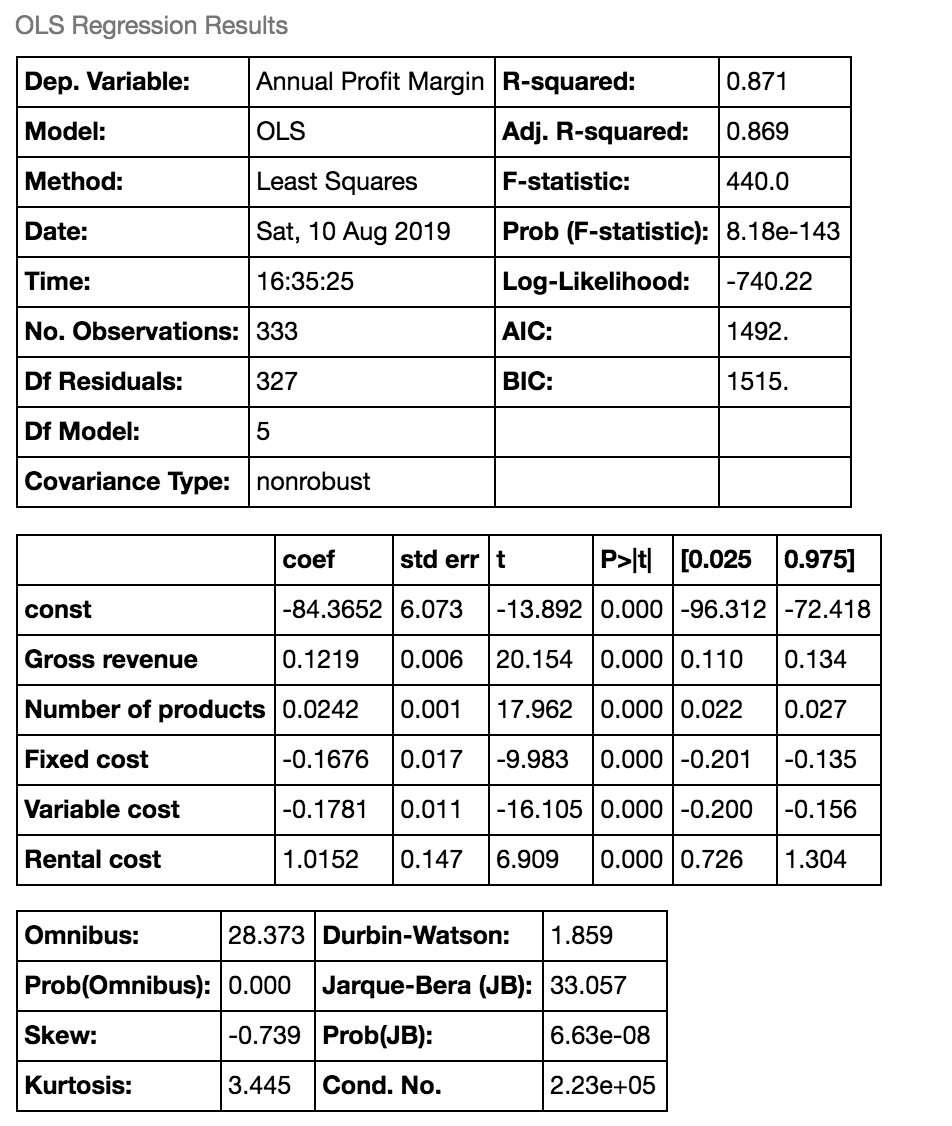 OLS Regression Results
Dep. Variable: Annual Profit Margin R-squared: 0.871
Model: OLS Adj. R-squared: 0.869
Method: Least Squares F-statistic: 440.0
Date: Sat, 10 Aug 2019 Prob (F-statistic): 8.18e-143
Time: 16:35:25 Log-Likelihood: -740.22
No. Observations: 333 AIC: 1492.
Df Residuals: 327 BIC: 1515.
Df Model: 5
Covariance Type: nonrobust
coef std err t P>|t| [0.025 0.975]
const -84.3652 6.073 -13.892 0.000 -96.312 -72.418
Gross revenue 0.1219 0.006 20.154 0.000 0.110 0.134
Number of products 0.0242 0.001 17.962 0.000 0.022 0.027
Fixed cost -0.1676 0.017 -9.983 0.000 -0.201 -0.135
Variable cost -0.1781 0.011 -16.105 0.000 -0.200 -0.156
Rental cost 1.0152 0.147 6.909 0.000 0.726 1.304
Omnibus: 28.373 Durbin-Watson: 1.859
Prob(Omnibus): 0.000 Jarque-Bera (JB): 33.057
Skew: -0.739 Prob(JB): 6.63e-08
Kurtosis: 3.445 Cond. No. 2.23e+05